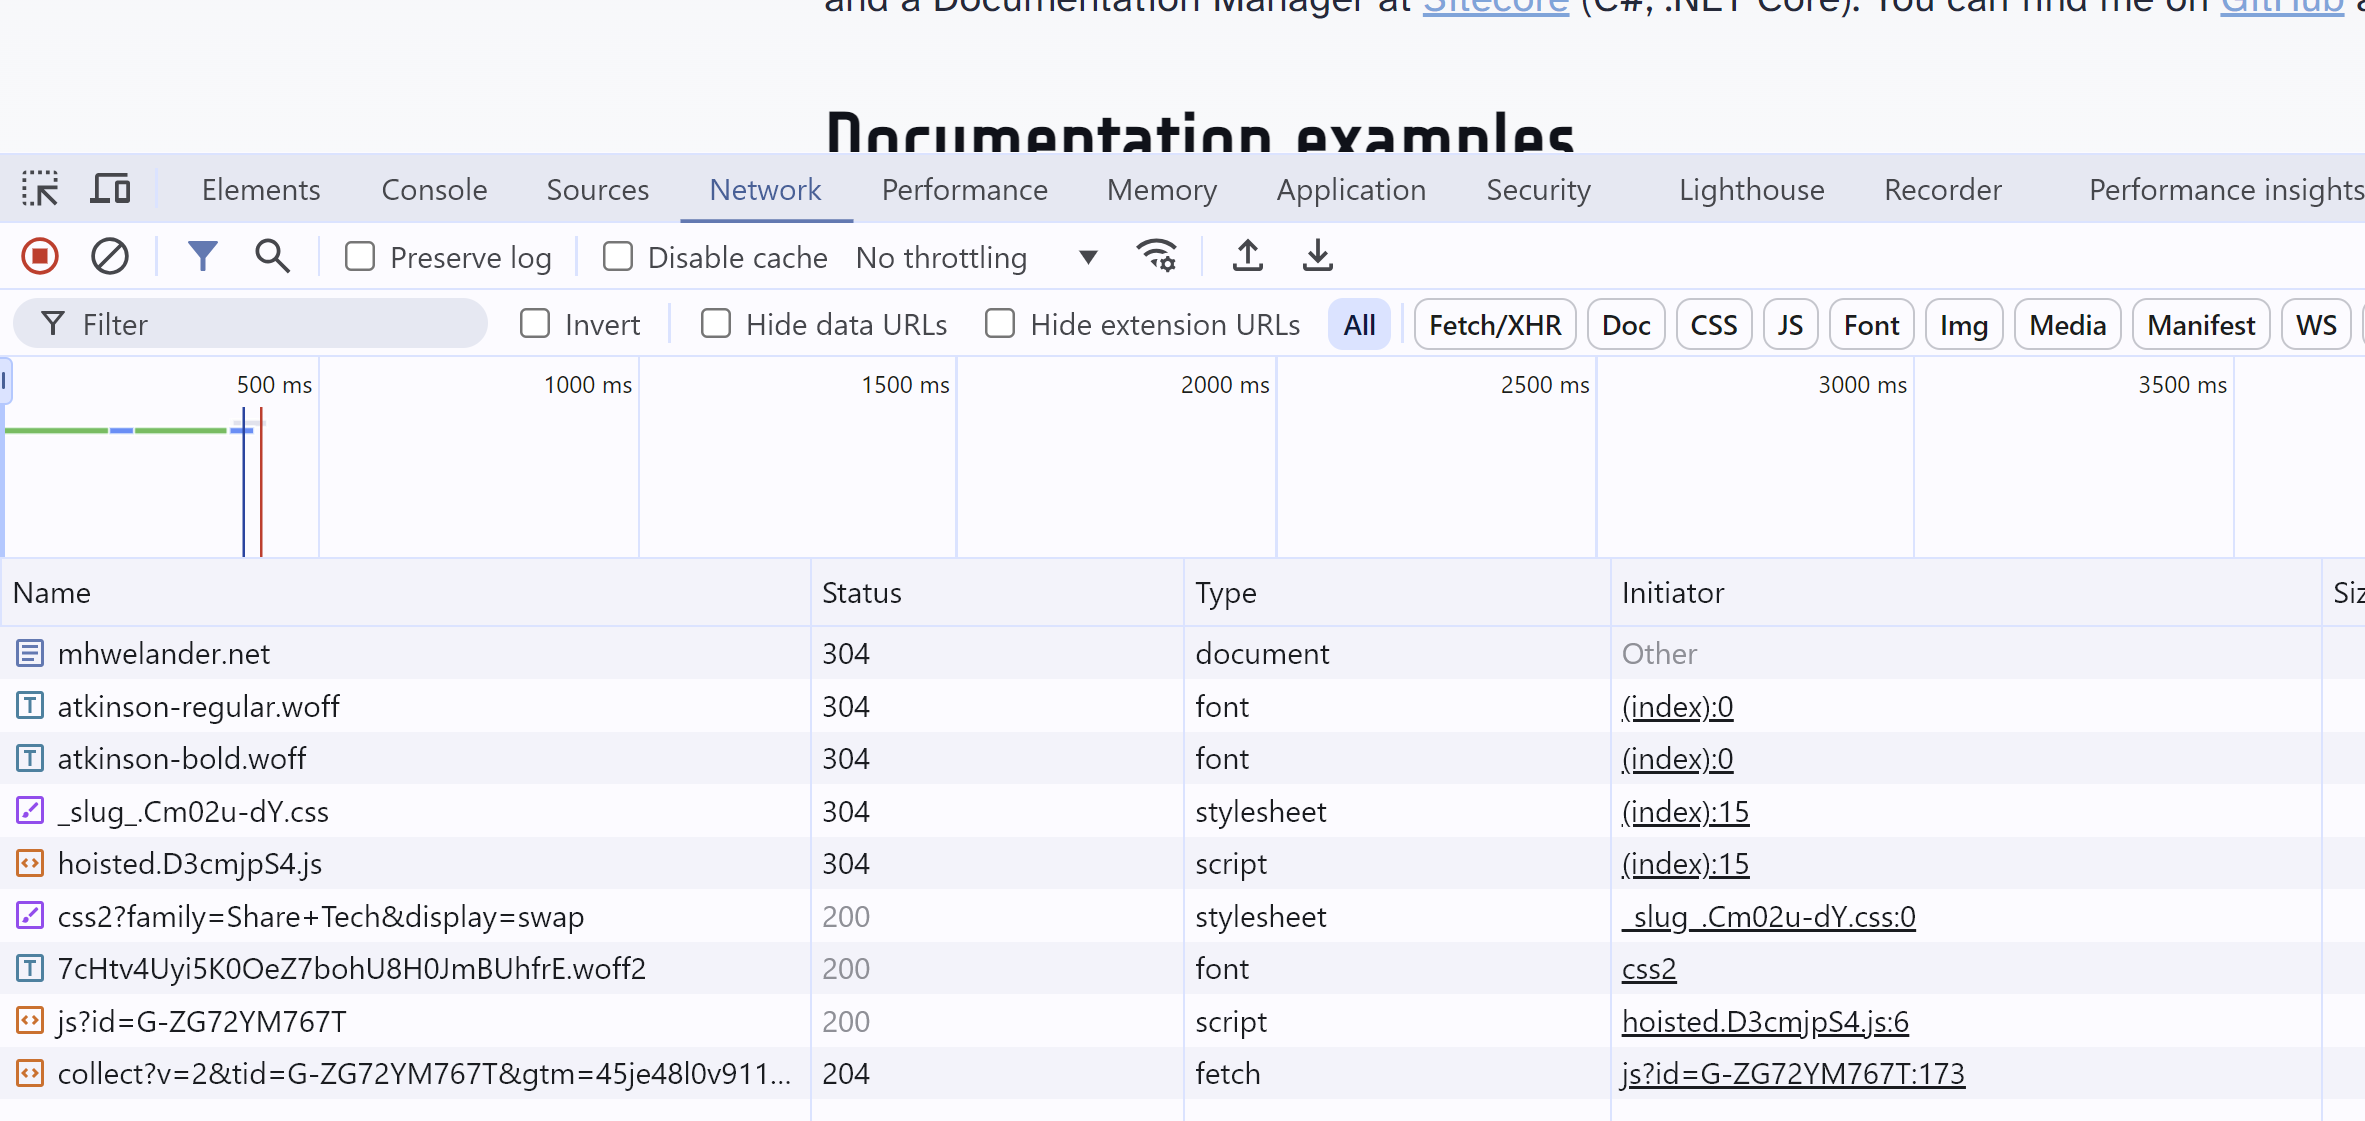 and a Documentation Manager at Sitecore (C#, .NET Core). You can find me on GitHub
Documentation examples
Elements Console Sources Network Performance Memory Application Security Lighthouse Recorder Performance insights
Preserve log Disable cache No throttling
Filter Invert Hide data URLs Hide extension URLs All Fetch/XHR Doc CSS JS Font Img Media Manifest WS
500 ms 1000 ms 1500 ms 2000 ms 2500 ms 3000 ms 3500 ms
Name Status Type Initiator Siz
mhwelander.net 304 document Other
atkinson-regular.woff 304 font (index):0
atkinson-bold.woff 304 font (index):0
_slug_.Cm02u-dY.css 304 stylesheet (index):15
hoisted.D3cmjpS4.js 304 script (index):15
css2?family=Share+Tech&display=swap 200 stylesheet _slug_.Cm02u-dY.css:0
7cHtv4Uyi5K0OeZ7bohU8H0JmBUhfrE.woff2 200 font css2
js?id=G-ZG72YM767T 200 script hoisted.D3cmjpS4.js:6
collect?v=2&tid=G-ZG72YM767T&gtm=45je48l0v911... 204 fetch js?id=G-ZG72YM767T:173